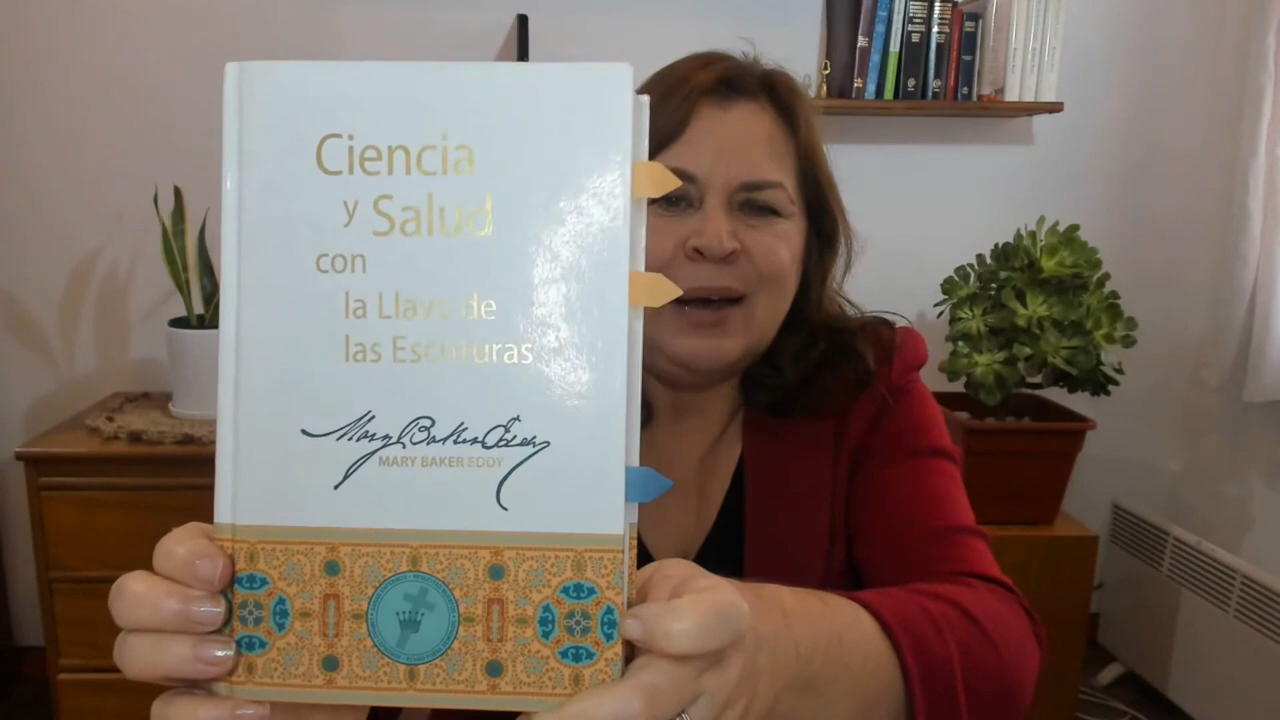 Ciencia
y Salud
con
la Llave de
las Escrituras
Mary Baker Eddy
MARY BAKER EDDY